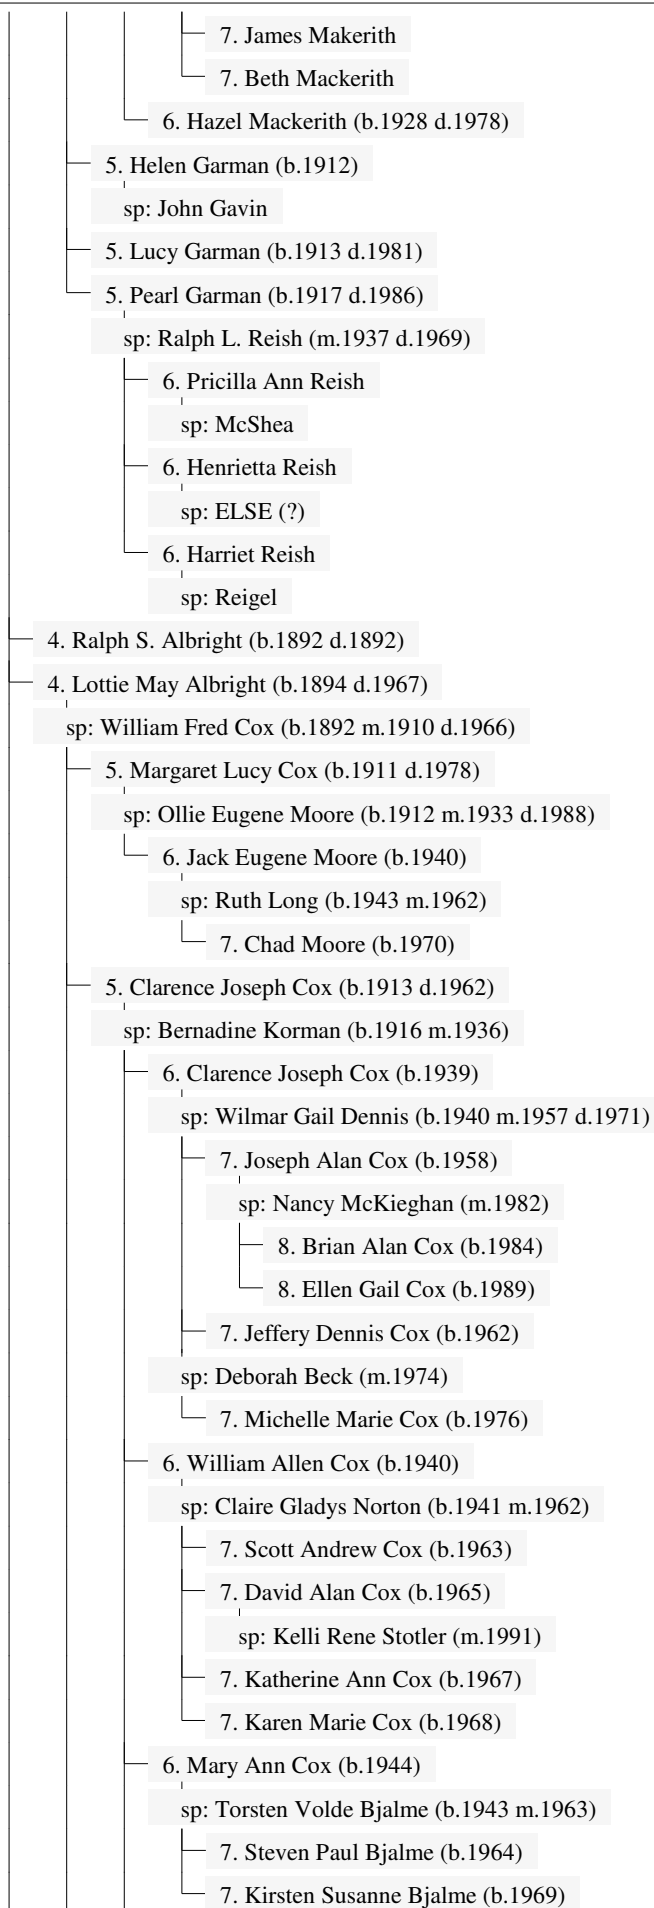 7. James Makerith
7. Beth Mackerith
6. Hazel Mackerith (b.1928 d.1978)
5. Helen Garman (b.1912)
sp: John Gavin
5. Lucy Garman (b.1913 d.1981)
5. Pearl Garman (b.1917 d.1986)
sp: Ralph L. Reish (m.1937 d.1969)
6. Pricilla Ann Reish
sp: McShea
6. Henrietta Reish
sp: ELSE (?)
6. Harriet Reish
sp: Reigel
4. Ralph S. Albright (b.1892 d.1892)
4. Lottie May Albright (b.1894 d.1967)
sp: William Fred Cox (b.1892 m.1910 d.1966)
5. Margaret Lucy Cox (b.1911 d.1978)
sp: Ollie Eugene Moore (b.1912 m.1933 d.1988)
6. Jack Eugene Moore (b.1940)
sp: Ruth Long (b.1943 m.1962)
7. Chad Moore (b.1970)
5. Clarence Joseph Cox (b.1913 d.1962)
sp: Bernadine Korman (b.1916 m.1936)
6. Clarence Joseph Cox (b.1939)
sp: Wilmar Gail Dennis (b.1940 m.1957 d.1971)
7. Joseph Alan Cox (b.1958)
sp: Nancy McKieghan (m.1982)
8. Brian Alan Cox (b.1984)
8. Ellen Gail Cox (b.1989)
7. Jeffery Dennis Cox (b.1962)
sp: Deborah Beck (m.1974)
7. Michelle Marie Cox (b.1976)
6. William Allen Cox (b.1940)
sp: Claire Gladys Norton (b.1941 m.1962)
7. Scott Andrew Cox (b.1963)
7. David Alan Cox (b.1965)
sp: Kelli Rene Stotler (m.1991)
7. Katherine Ann Cox (b.1967)
7. Karen Marie Cox (b.1968)
6. Mary Ann Cox (b.1944)
sp: Torsten Volde Bjalme (b.1943 m.1963)
7. Steven Paul Bjalme (b.1964)
7. Kirsten Susanne Bjalme (b.1969)